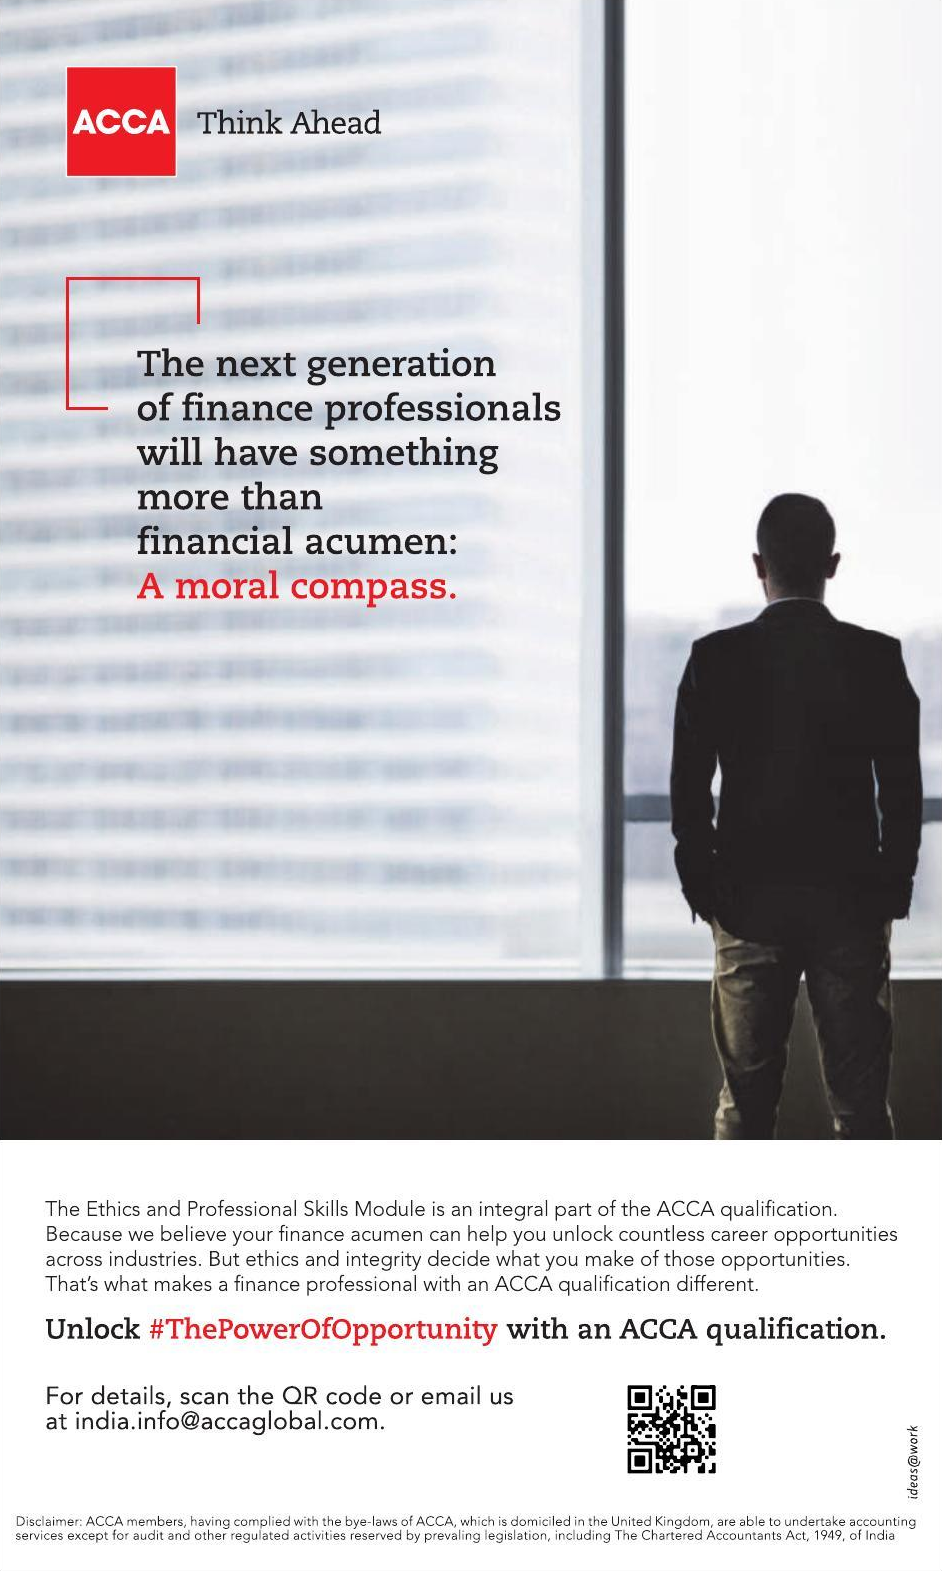 ACCA
Think Ahead
The next generation
of finance professionals
will have something
more than
financial acumen:
A moral compass.
The Ethics and Professional Skills Module is an integral part of the ACCA qualification.
Because we believe your finance acumen can help you unlock countless career opportunities
across industries. But ethics and integrity decide what you make of those opportunities.
That's what makes a finance professional with an ACCA qualification different.
Unlock #ThePowerOfOpportunity with an ACCA qualification.
For details, scan the QR code or email us
at india.info@accaglobal.com.
ideas@work
Disclaimer: ACCA members, having complied with the bye-laws of ACCA, which is domiciled in the United Kingdom, are able to undertake accounting
services except for audit and other regulated activities reserved by prevaling legislation, including The Chartered Accountants Act, 1949, of India